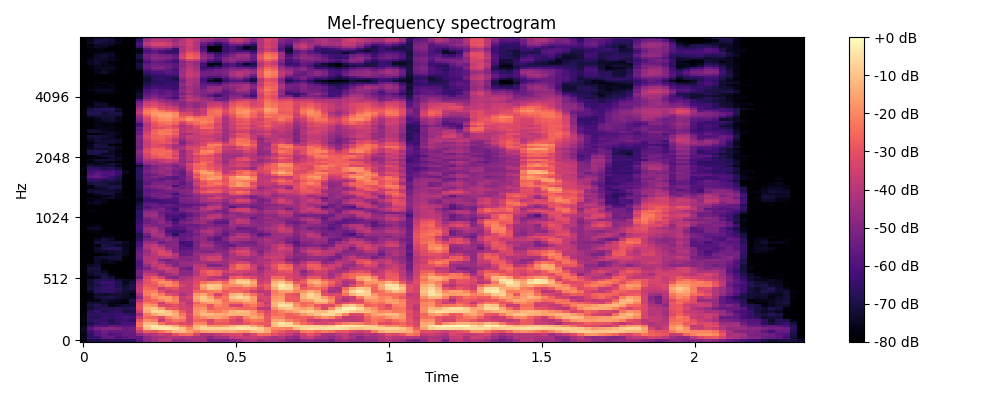 Mel-frequency spectrogram
+0 dB
-10 dB
-20 dB
-30 dB
-40 dB
-50 dB
-60 dB
-70 dB
-80 dB
Hz
4096
2048
1024
512
0
0 0.5 1 1.5 2
Time